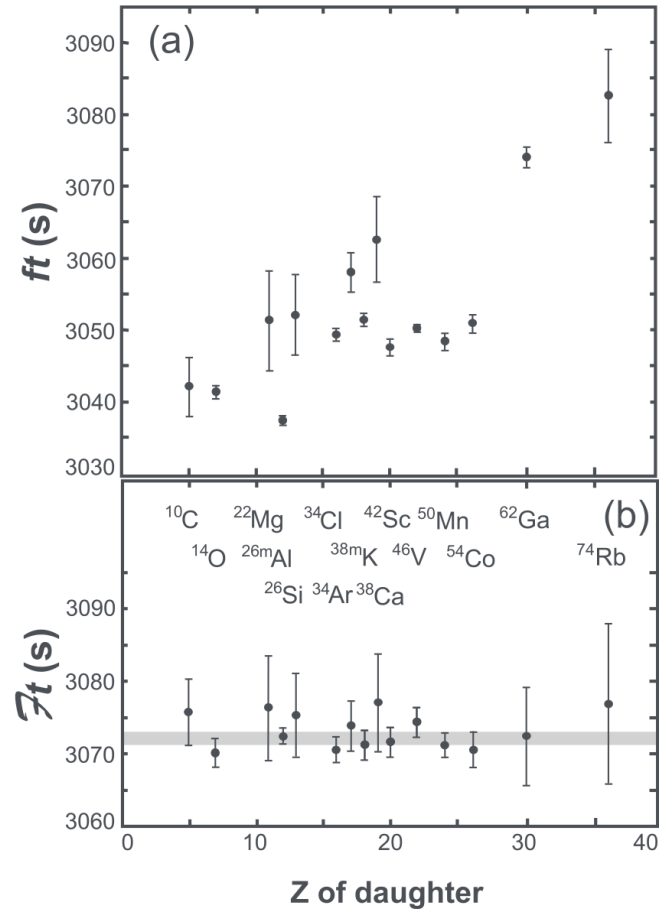 (a)
3090
3080
3070
3060
3050
3040
3030
ft (s)
(b)
¹⁰C ²²Mg ³⁴Cl ⁴²Sc ⁵⁰Mn ⁶²Ga
¹⁴O ²⁶ᵐAl ³⁸ᵐK ⁴⁶V ⁵⁴Co ⁷⁴Rb
²⁶Si ³⁴Ar ³⁸Ca
3090
3080
3070
3060
ℱt (s)
0 10 20 30 40
Z of daughter